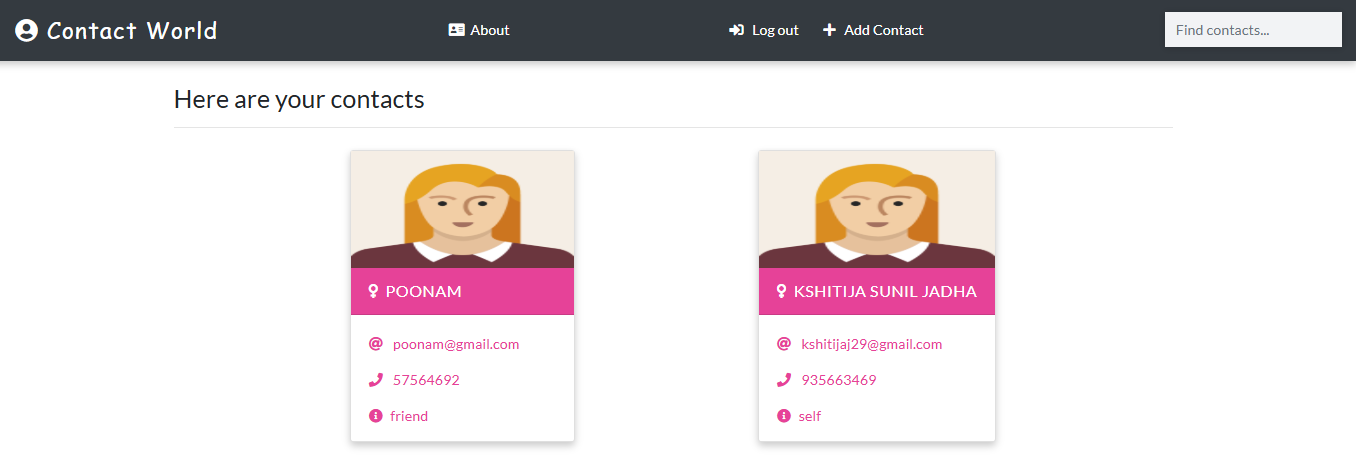 Contact World
About
Log out
Add Contact
Find contacts...
Here are your contacts
POONAM
poonam@gmail.com
57564692
friend
KSHITIJA SUNIL JADHA
kshitijaj29@gmail.com
935663469
self